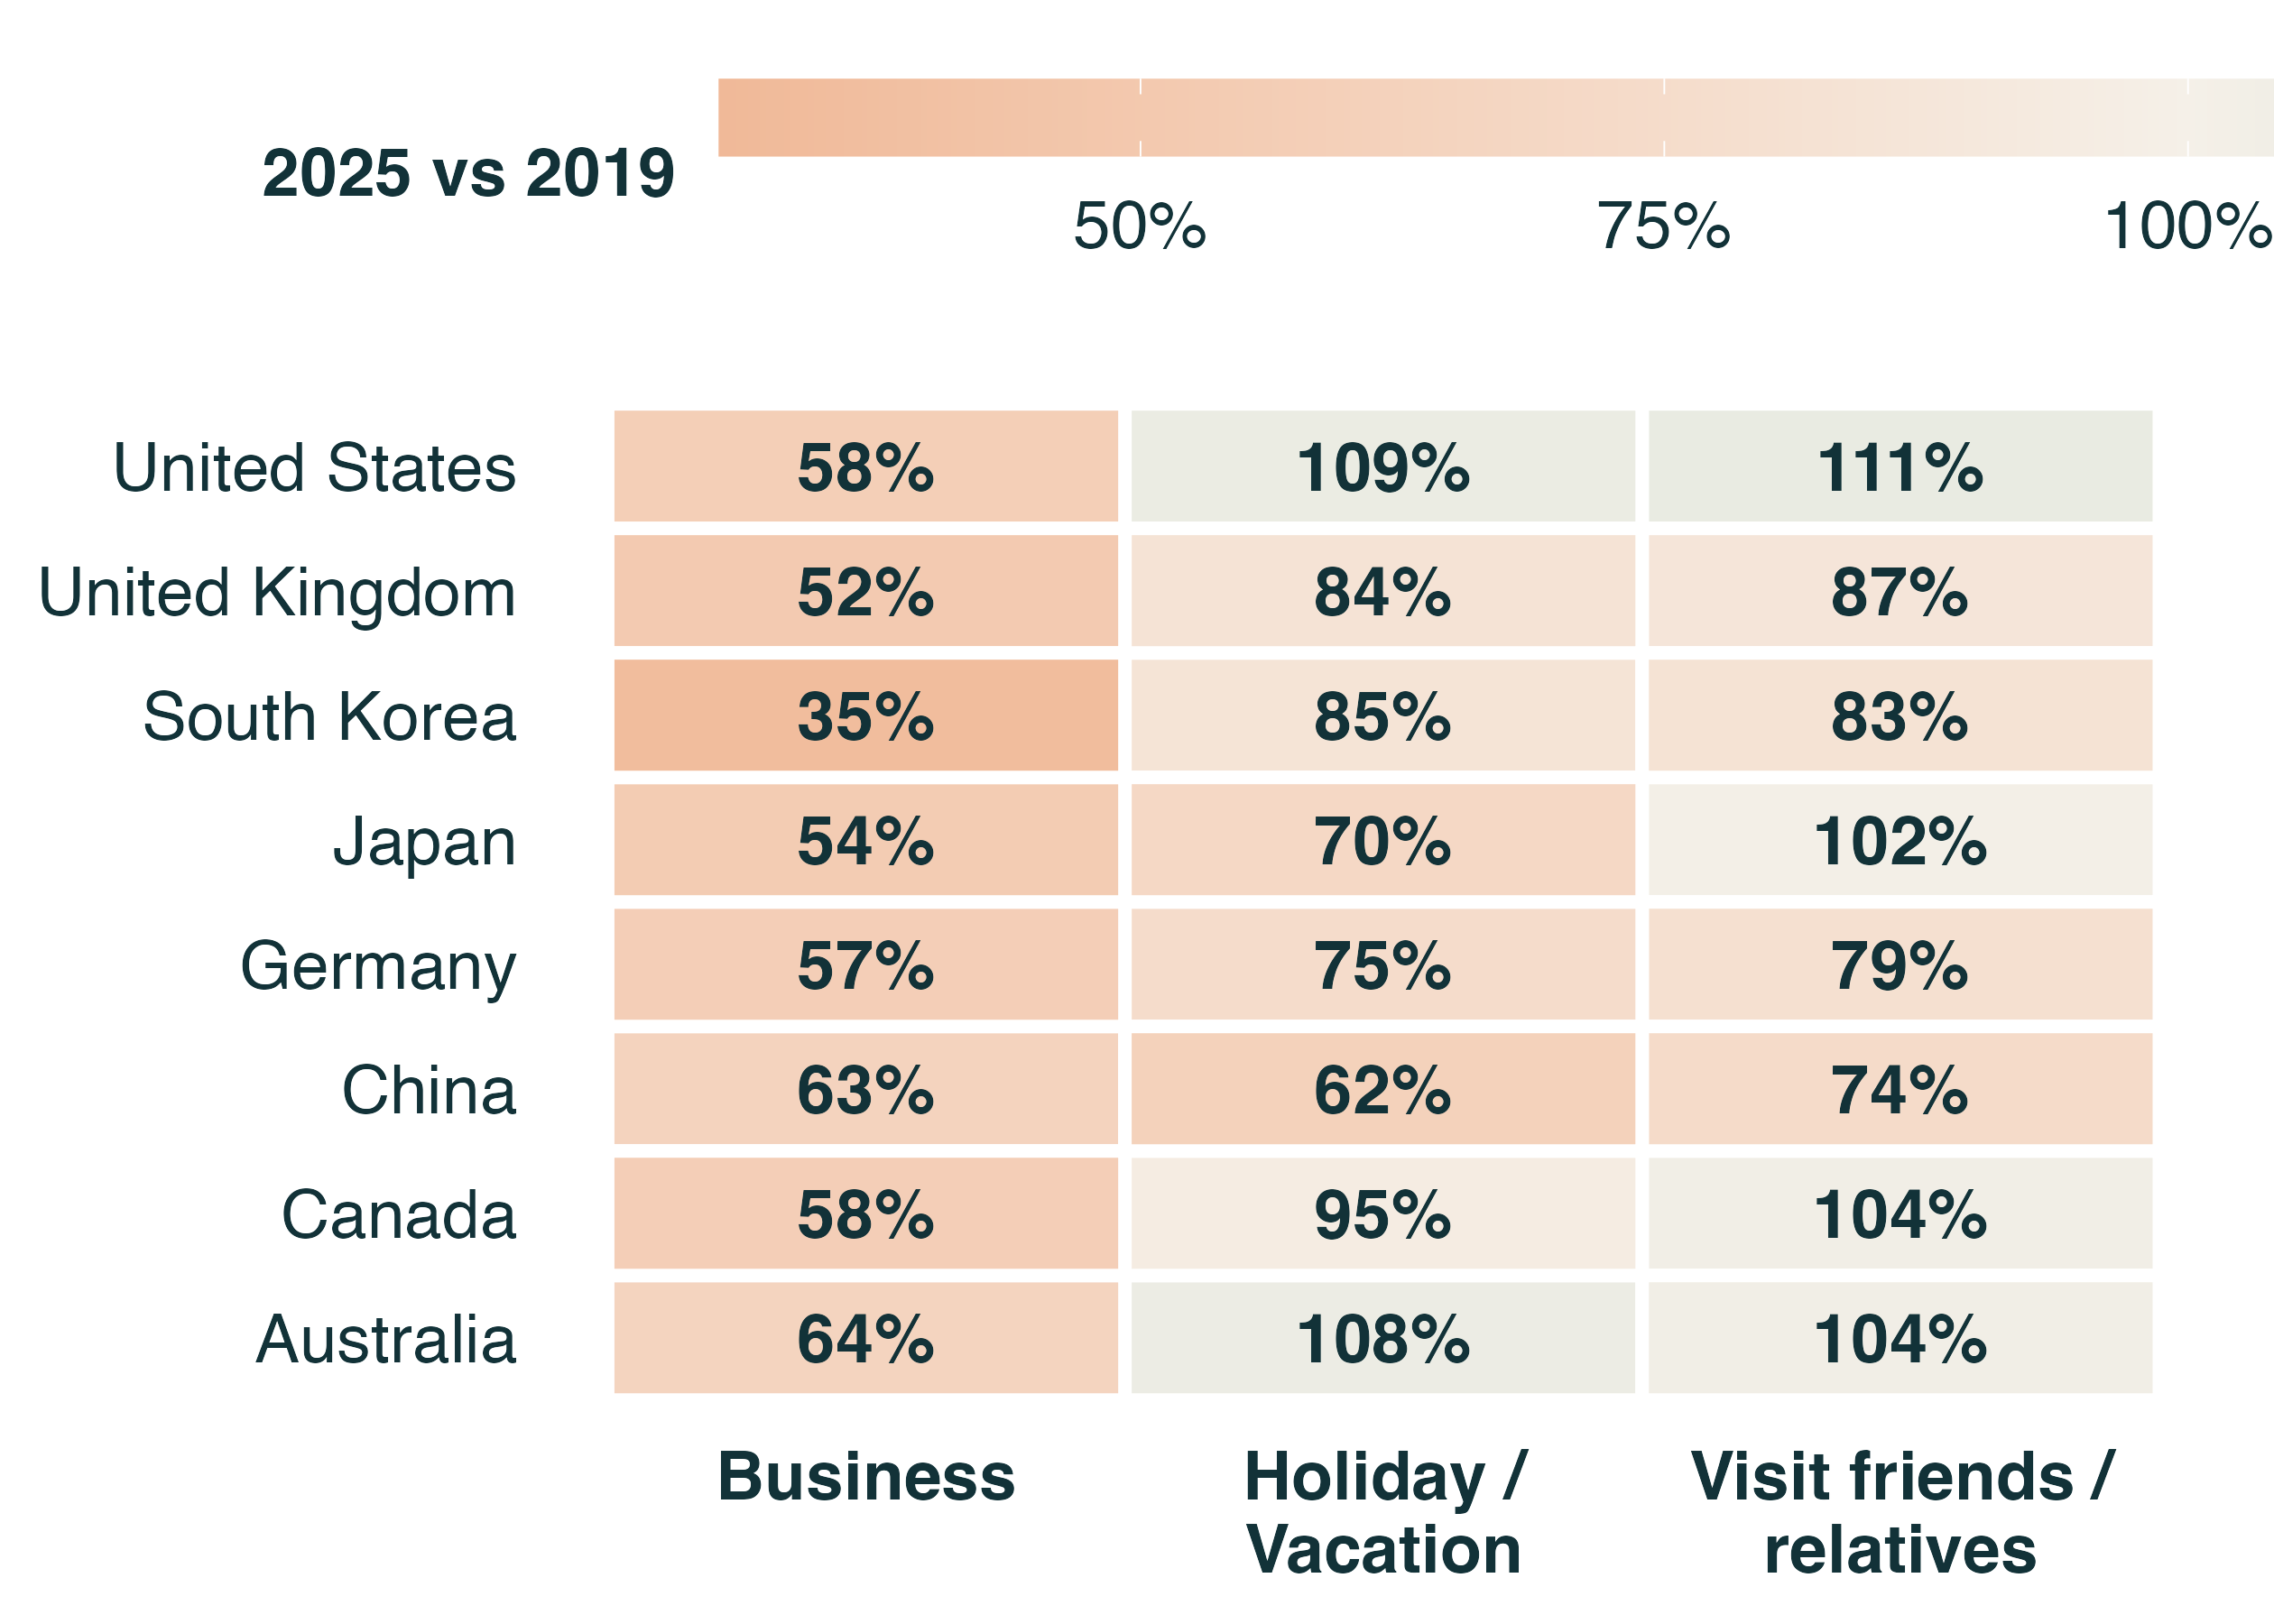 2025 vs 2019
50% 75% 100%
United States 58% 109% 111%
United Kingdom 52% 84% 87%
South Korea 35% 85% 83%
Japan 54% 70% 102%
Germany 57% 75% 79%
China 63% 62% 74%
Canada 58% 95% 104%
Australia 64% 108% 104%
Business Holiday / Visit friends /
Vacation relatives